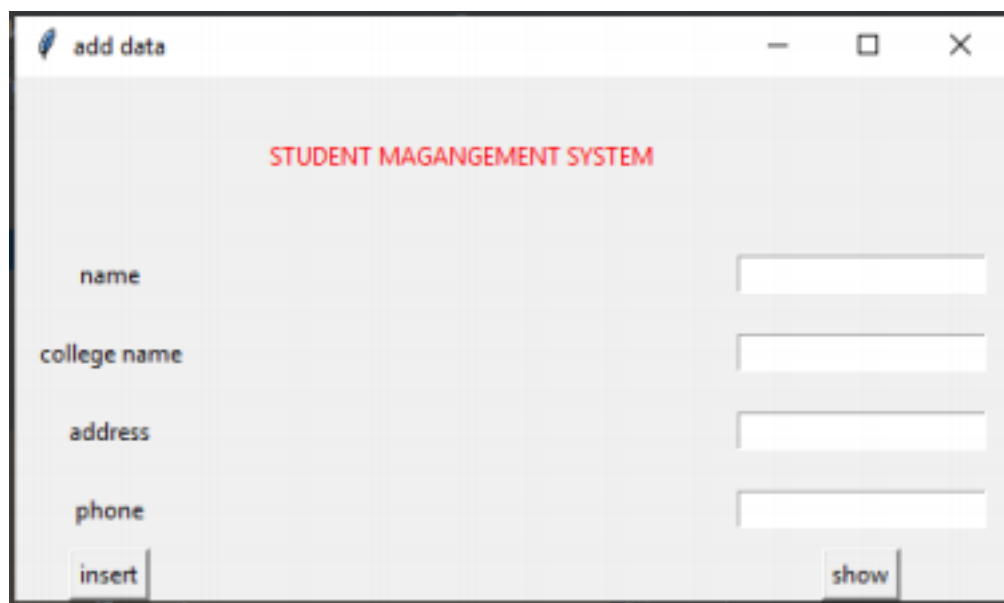 add data
STUDENT MAGANGEMENT SYSTEM
name
college name
address
phone
insert show